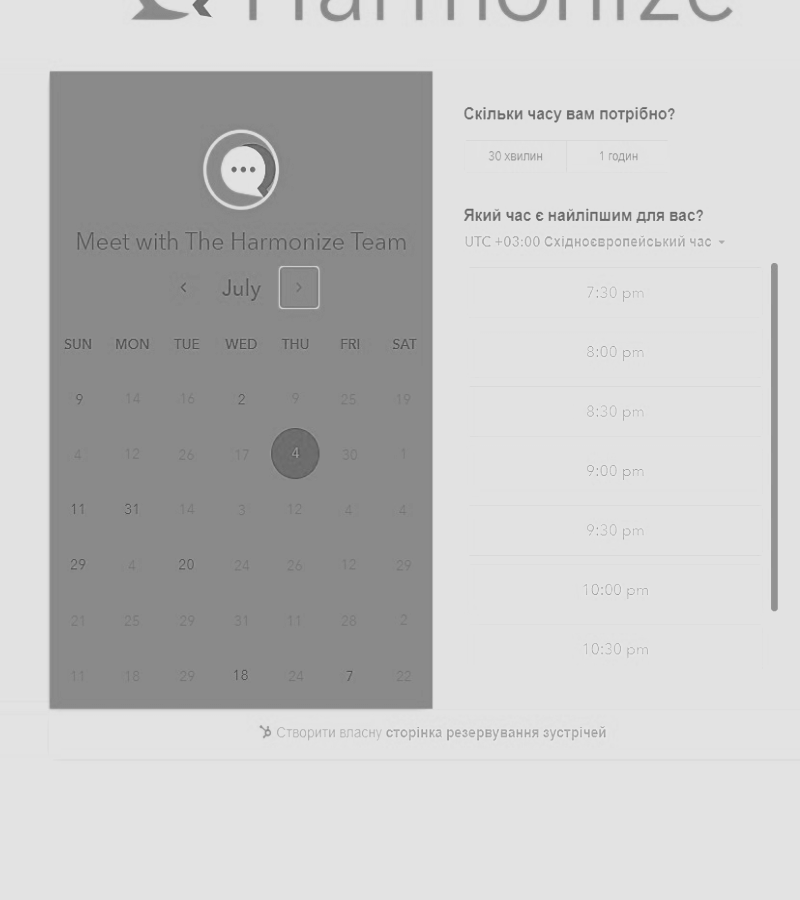 Harmonize
Meet with The Harmonize Team
July
SUN MON TUE WED THU FRI SAT
9 14 16 2 9 25 19
4 12 26 17 4 30 1
11 31 14 3 12 4 4
29 4 20 24 26 12 29
21 25 29 31 11 28 2
11 18 29 18 24 7 22
Скільки часу вам потрібно?
30 хвилин 1 годин
Який час є найліпшим для вас?
UTC +03:00 Східноєвропейський час
7:30 pm
8:00 pm
8:30 pm
9:00 pm
9:30 pm
10:00 pm
10:30 pm
Створити власну сторінка резервування зустрічей